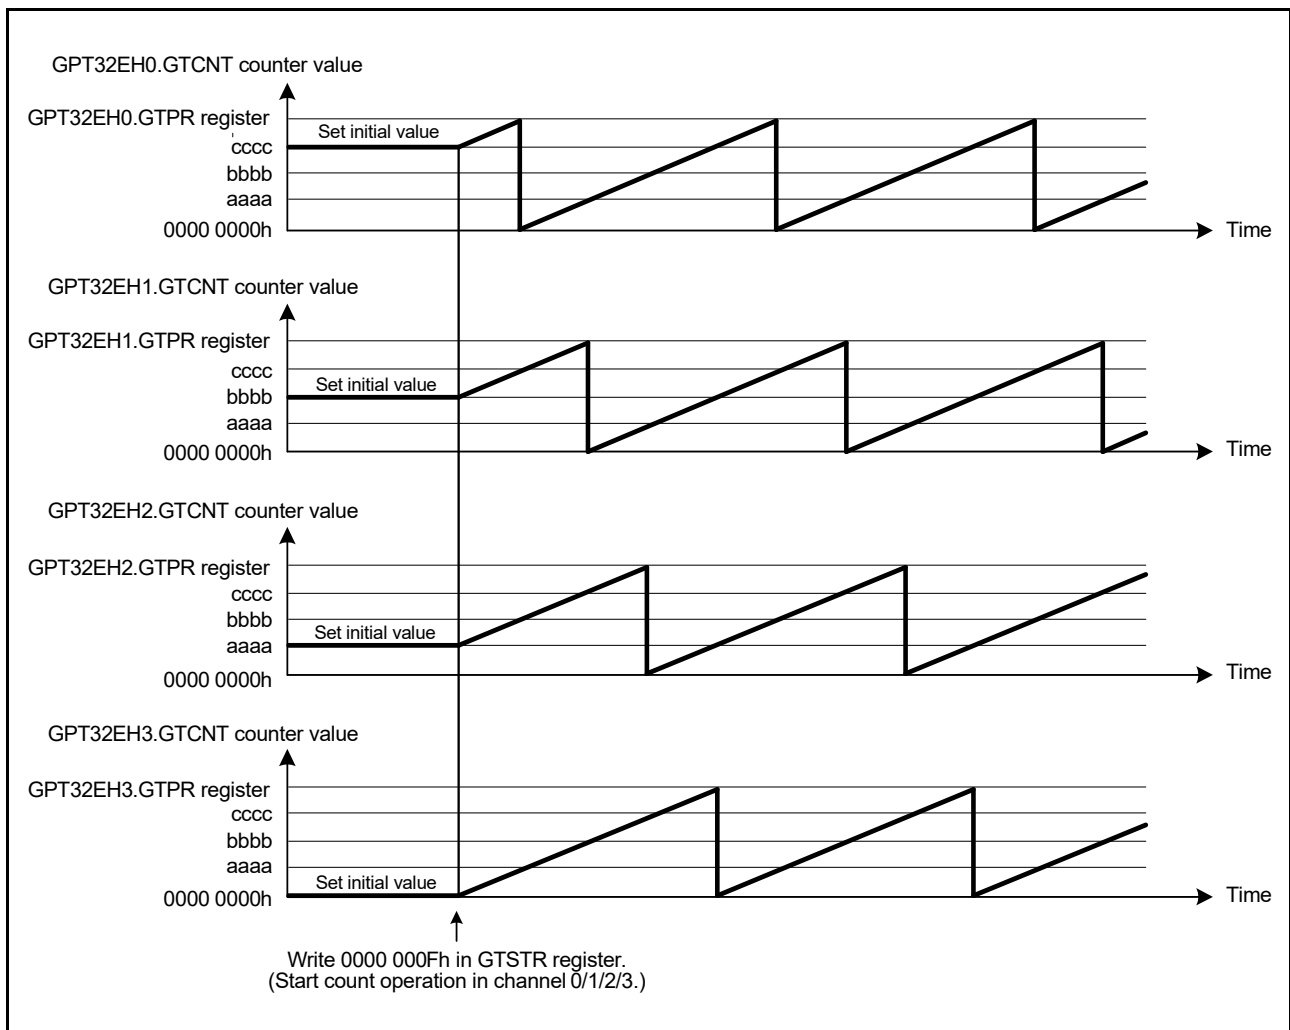 GPT32EH0.GTCNT counter value
GPT32EH0.GTPR register
Set initial value
cccc
bbbb
aaaa
0000 0000h
Time
GPT32EH1.GTCNT counter value
GPT32EH1.GTPR register
cccc
Set initial value
bbbb
aaaa
0000 0000h
Time
GPT32EH2.GTCNT counter value
GPT32EH2.GTPR register
cccc
bbbb
Set initial value
aaaa
0000 0000h
Time
GPT32EH3.GTCNT counter value
GPT32EH3.GTPR register
cccc
bbbb
aaaa
Set initial value
0000 0000h
Time
Write 0000 000Fh in GTSTR register.
(Start count operation in channel 0/1/2/3.)